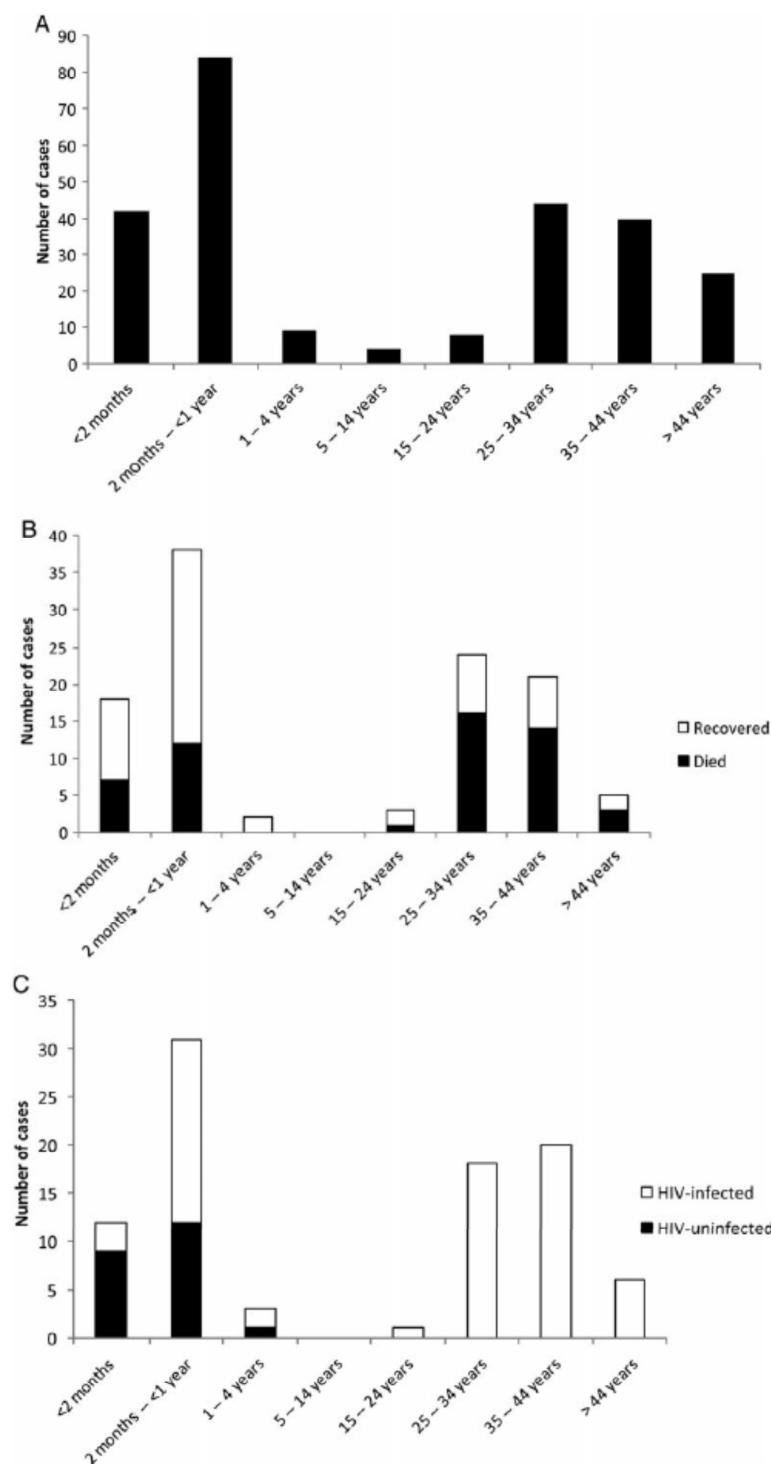 A
Number of cases
90
80
70
60
50
40
30
20
10
0
<2 months
2 months – <1 year
1 – 4 years
5 – 14 years
15 – 24 years
25 – 34 years
35 – 44 years
> 44 years
B
Number of cases
40
35
30
25
20
15
10
5
0
Recovered
Died
<2 months
2 months – <1 year
1 – 4 years
5 – 14 years
15 – 24 years
25 – 34 years
35 – 44 years
> 44 years
C
Number of cases
35
30
25
20
15
10
5
0
HIV-infected
HIV-uninfected
<2 months
2 months – <1 year
1 – 4 years
5 – 14 years
15 – 24 years
25 – 34 years
35 – 44 years
> 44 years